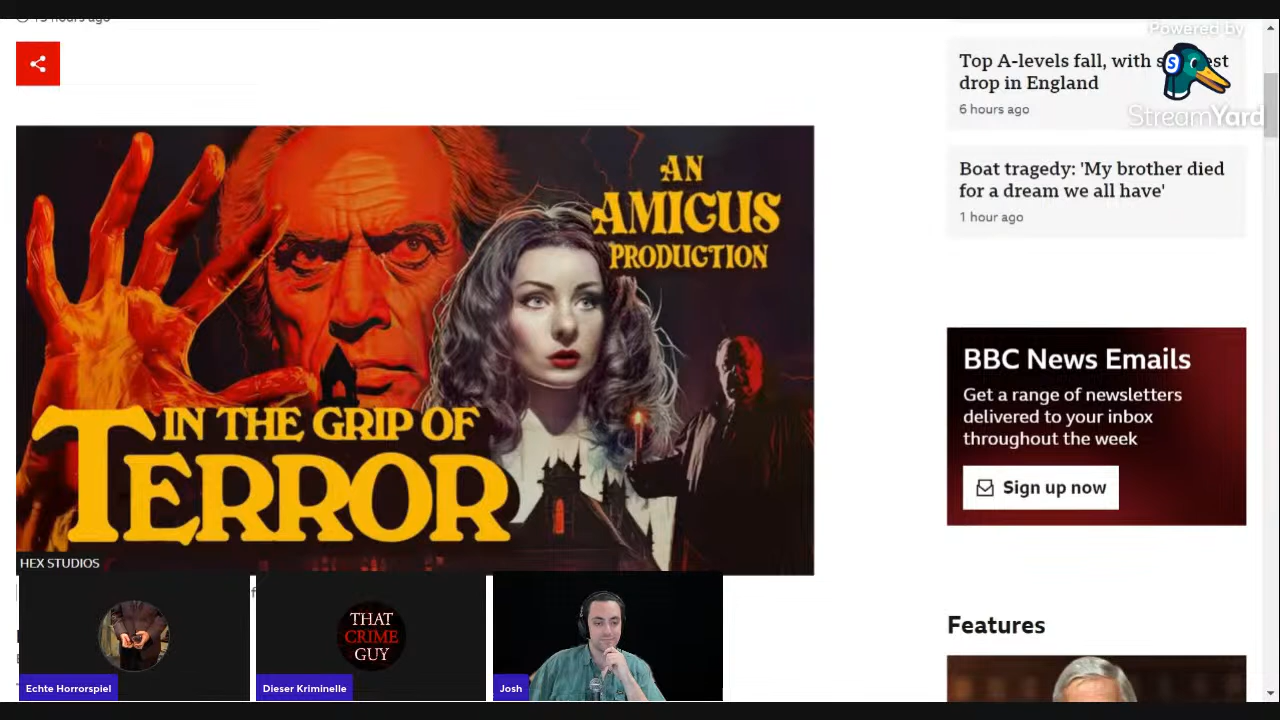 Powered by
StreamYard
Top A-levels fall, with
drop in England
6 hours ago
Boat tragedy: 'My brother died
for a dream we all have'
1 hour ago
AN
AMICUS
PRODUCTION
IN THE GRIP OF
TERROR
HEX STUDIOS
BBC News Emails
Get a range of newsletters
delivered to your inbox
throughout the week
Sign up now
Features
THAT
CRIME
GUY
Echte Horrorspiel
Dieser Kriminelle
Josh